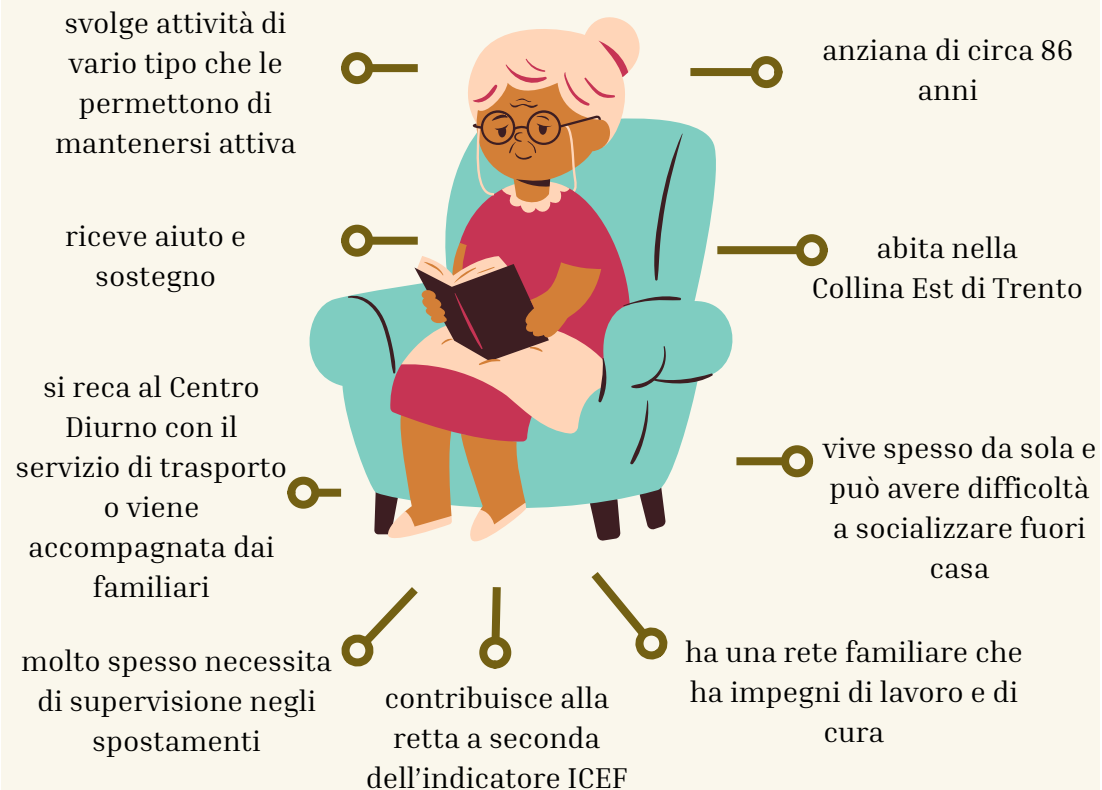 svolge attività di
vario tipo che le
permettono di
mantenersi attiva
anziana di circa 86
anni
riceve aiuto e
sostegno
abita nella
Collina Est di Trento
si reca al Centro
Diurno con il
servizio di trasporto
o viene
accompagnata dai
familiari
vive spesso da sola e
può avere difficoltà
a socializzare fuori
casa
molto spesso necessita
di supervisione negli
spostamenti
contribuisce alla
retta a seconda
dell’indicatore ICEF
ha una rete familiare che
ha impegni di lavoro e di
cura